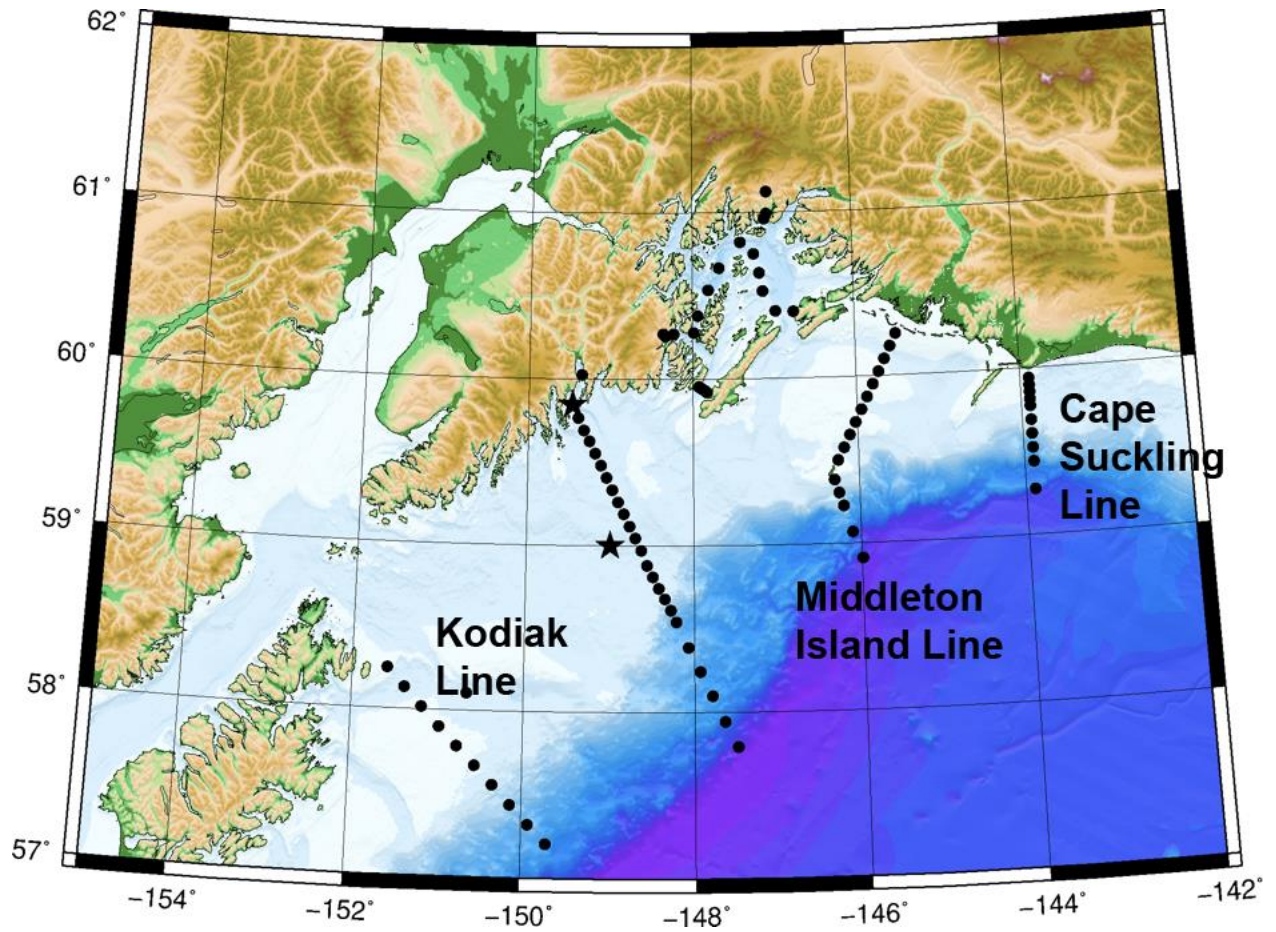 62°
61°
60°
59°
58°
57°
Cape
Suckling
Line
Middleton
Island Line
Kodiak
Line
−154°
−152°
−150°
−148°
−146°
−144°
−142°